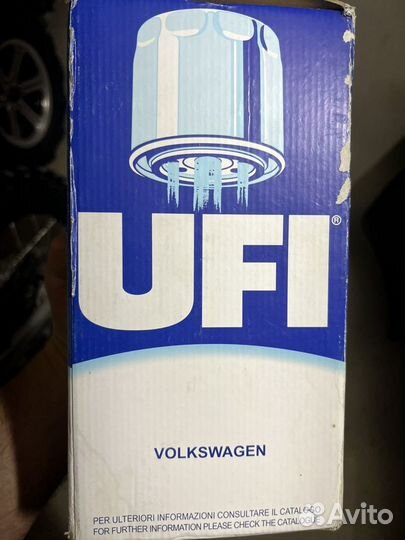 UFI®
VOLKSWAGEN
PER ULTERIORI INFORMAZIONI CONSULTARE IL CATALOGO
FOR FURTHER INFORMATION PLEASE CHECK THE CATALOGUE
Avito